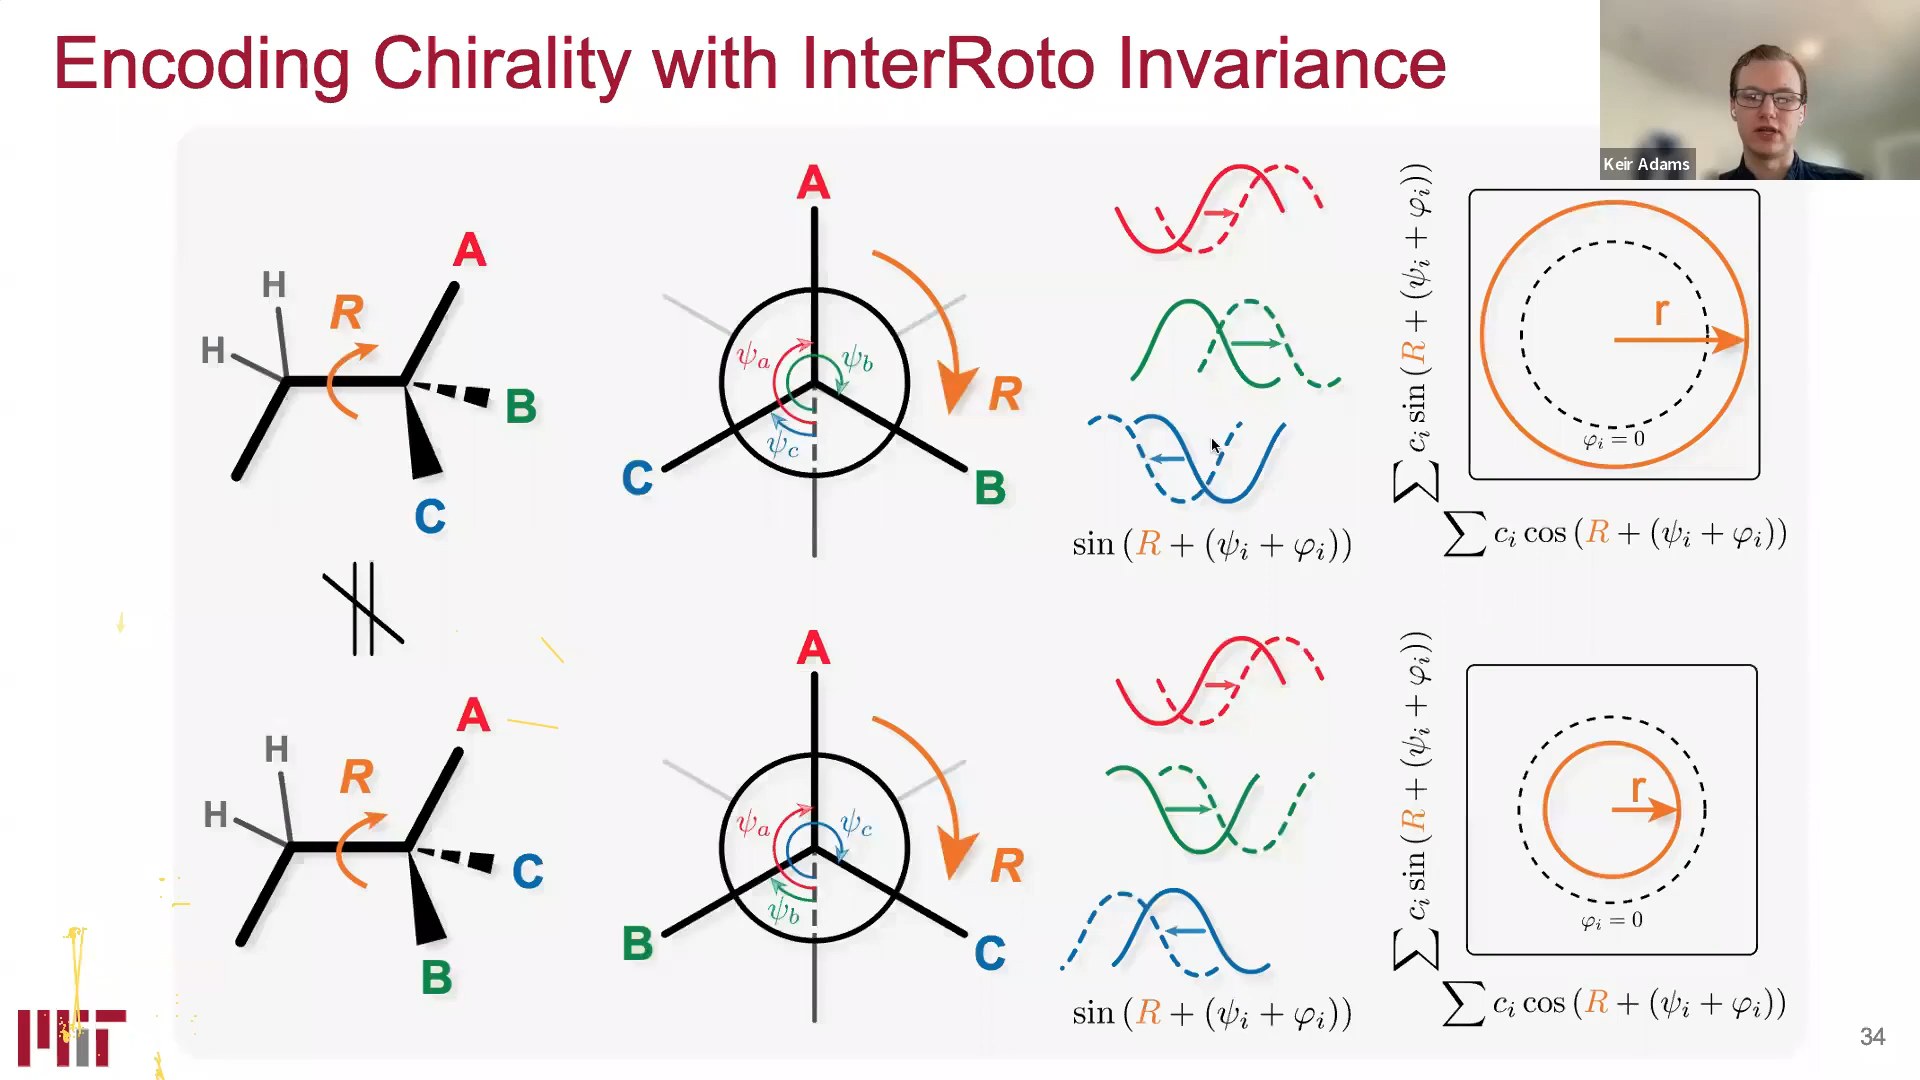 Encoding Chirality with InterRoto Invariance
Keir Adams
A
H
H
R
B
C
A
ψa
ψb
ψc
R
C
B
sin (R + (ψi + φi))
∑ ci sin (R + (ψi + φi))
r
φi = 0
∑ ci cos (R + (ψi + φi))
A
H
H
R
C
B
A
ψa
ψc
ψb
R
B
C
sin (R + (ψi + φi))
∑ ci sin (R + (ψi + φi))
r
φi = 0
∑ ci cos (R + (ψi + φi))
MIT
34